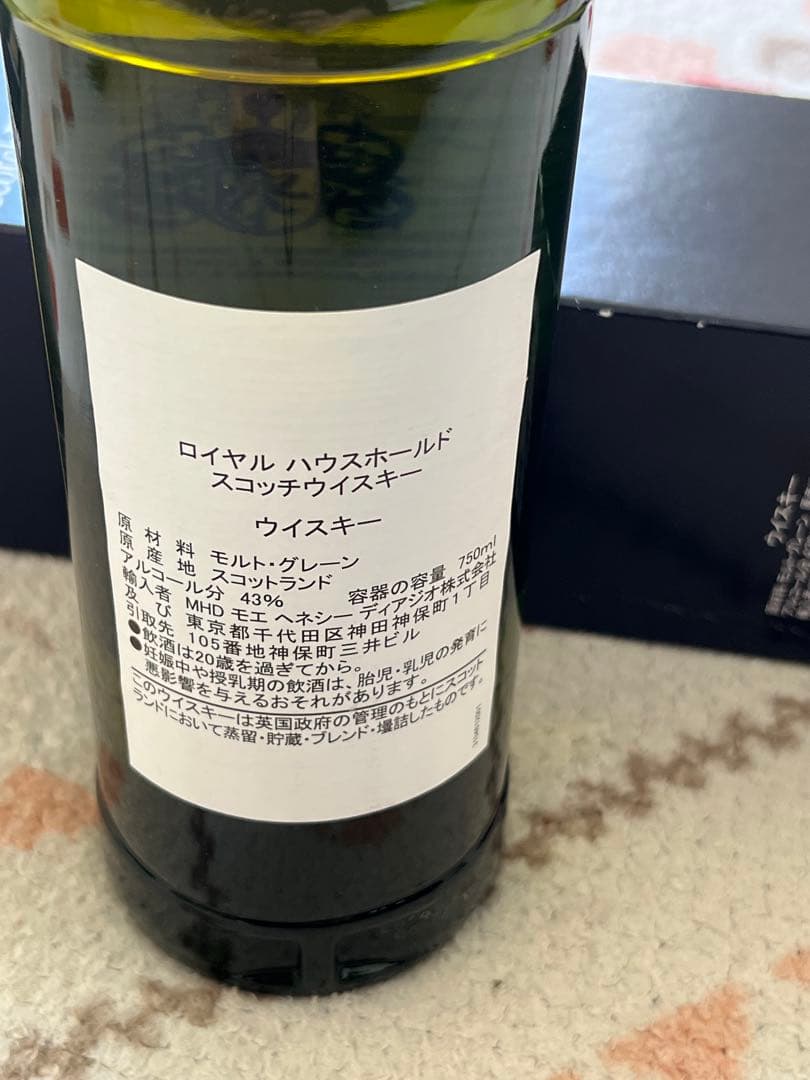 ロイヤル ハウスホールド
スコッチウイスキー
ウイスキー
原材料 モルト・グレーン
原産地 スコットランド
アルコール分 43% 容器の容量 750ml
輸入者 MHD モエ ヘネシー ディアジオ株式会社
及び 東京都千代田区神田神保町1丁目
引取先 105番地神保町三井ビル
●飲酒は20歳を過ぎてから。
●妊娠中や授乳期の飲酒は、胎児・乳児の発育に
悪影響を与えるおそれがあります。
このウイスキーは英国政府の管理のもとにスコット
ランドにおいて蒸留・貯蔵・ブレンド・壜詰したものです。